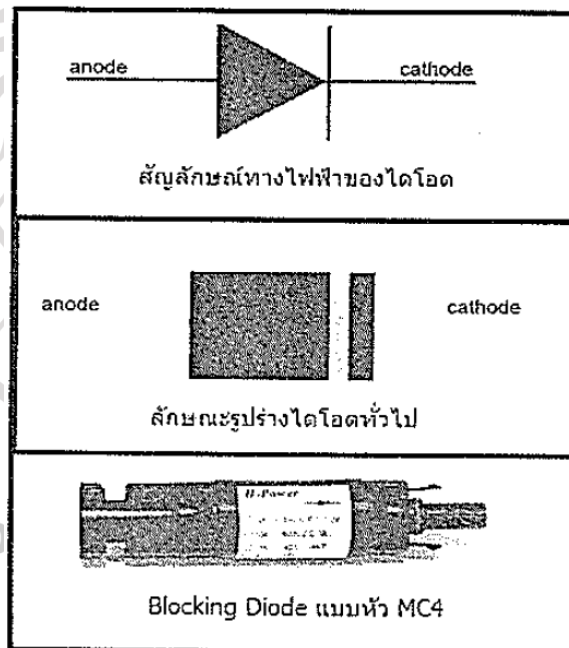 anode cathode
สัญลักษณ์ทางไฟฟ้าของไดโอด
anode cathode
ลักษณะรูปร่างไดโอดทั่วไป
Power
Blocking Diode แบบหัว MC4